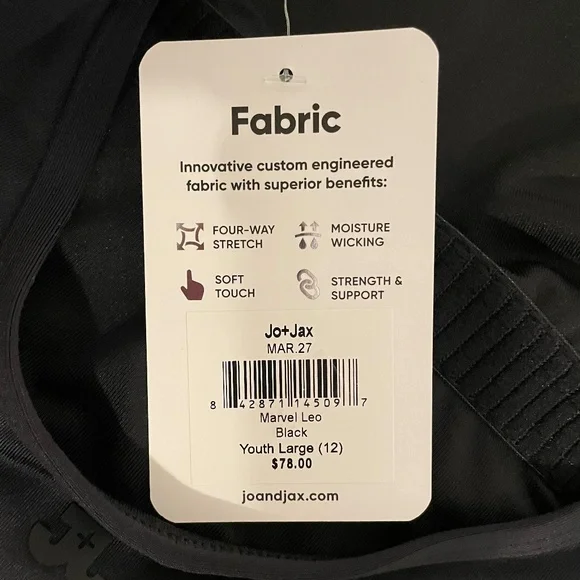 Fabric
Innovative custom engineered
fabric with superior benefits:
FOUR-WAY
STRETCH
MOISTURE
WICKING
SOFT
TOUCH
STRENGTH &
SUPPORT
Jo+Jax
MAR.27
8 42871 14509 7
Marvel Leo
Black
Youth Large (12)
$78.00
joandjax.com
J+